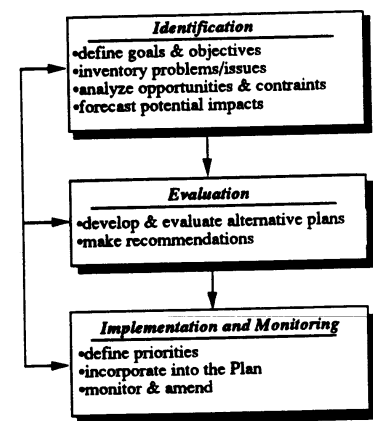 Identification
•define goals & objectives
•inventory problems/issues
•analyze opportunities & contraints
•forecast potential impacts
Evaluation
•develop & evaluate alternative plans
•make recommendations
Implementation and Monitoring
•define priorities
•incorporate into the Plan
•monitor & amend